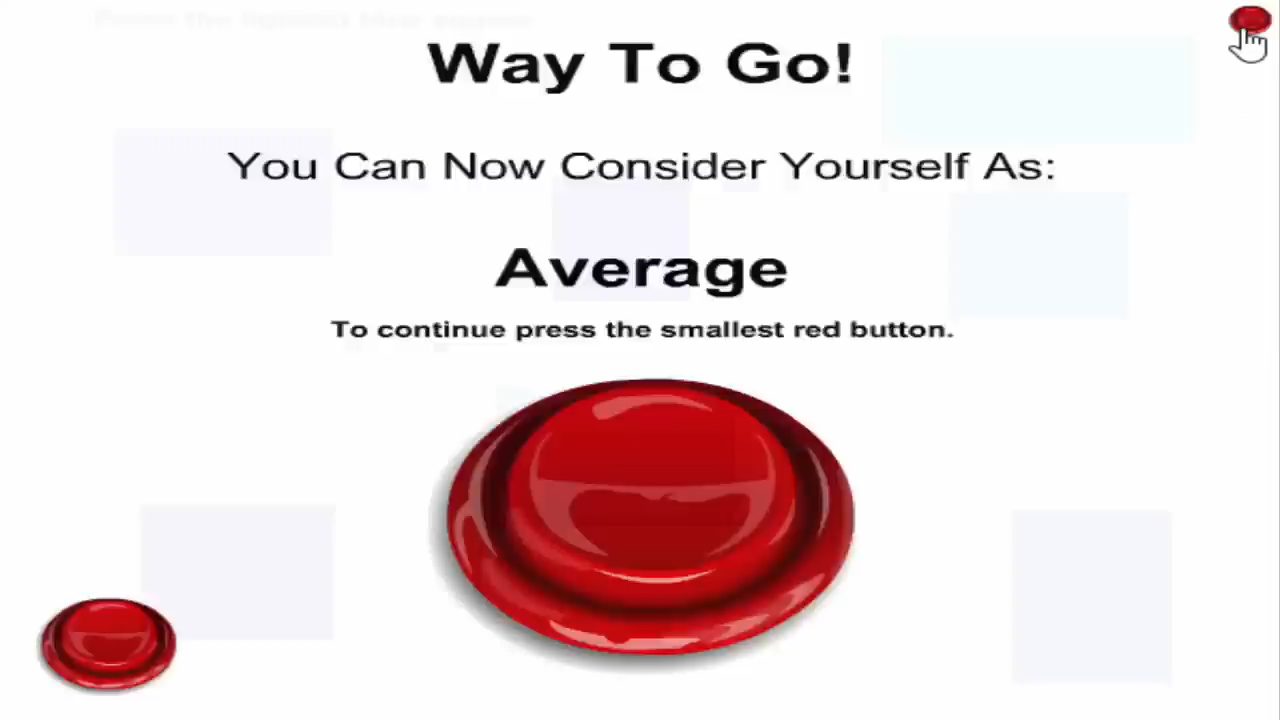 Way To Go!
You Can Now Consider Yourself As:
Average
To continue press the smallest red button.